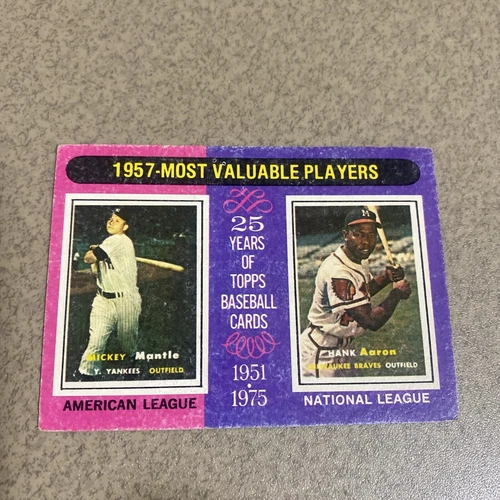 1957-MOST VALUABLE PLAYERS
25
YEARS
OF
TOPPS
BASEBALL
CARDS
1951
1975
MICKEY Mantle
Y. YANKEES OUTFIELD
AMERICAN LEAGUE
M
HANK Aaron
BRAVES OUTFIELD
NATIONAL LEAGUE